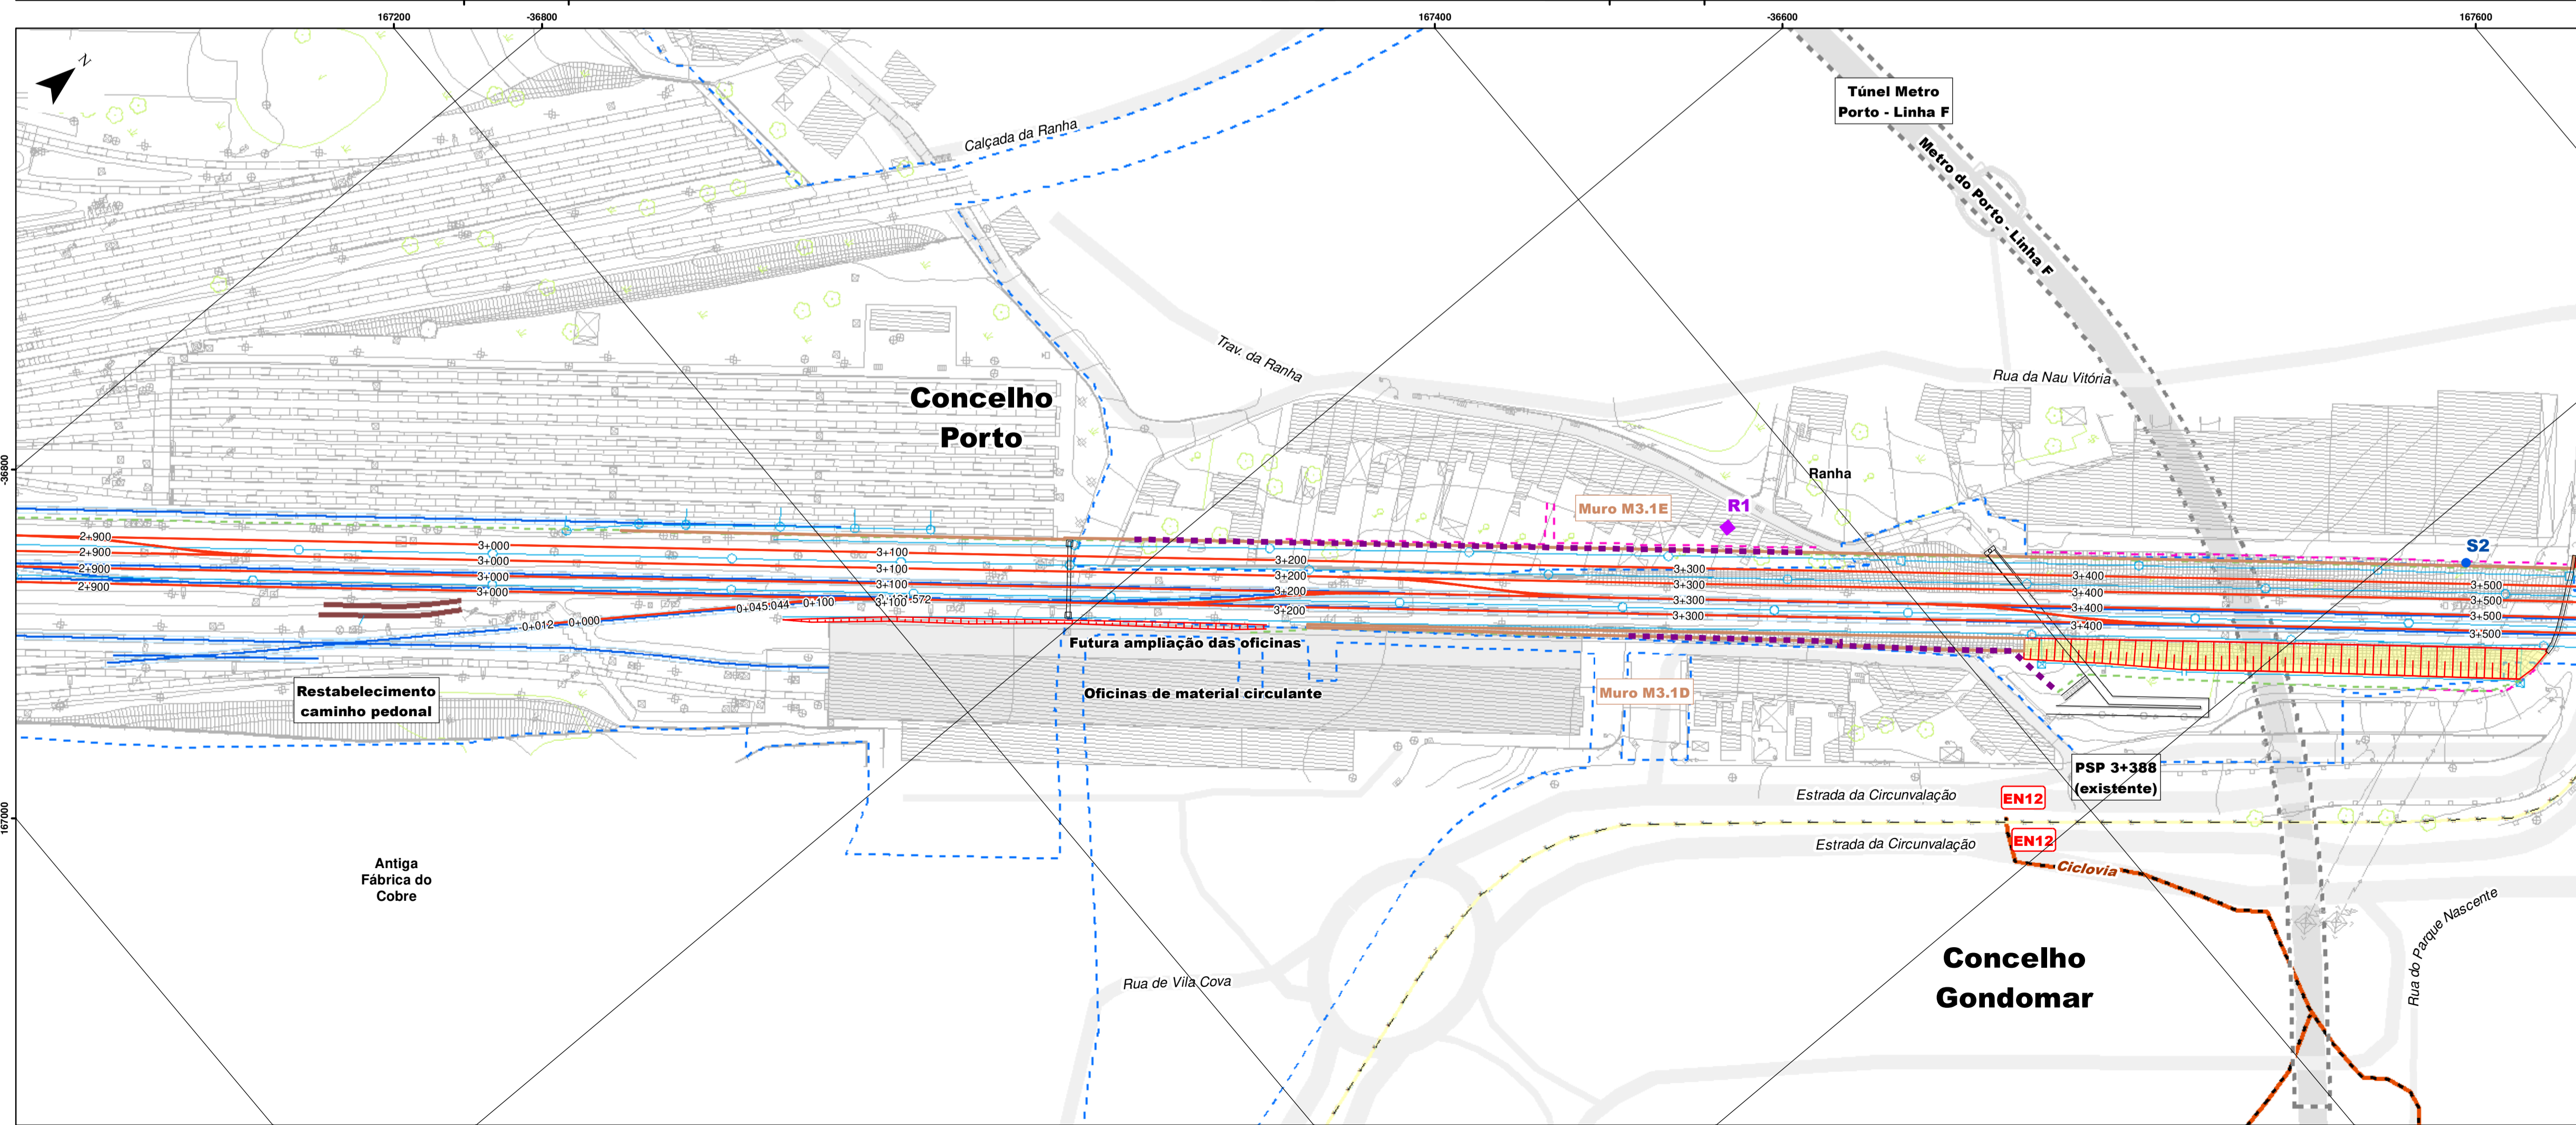 167200
-36800
167400
-36600
167600
N
Túnel Metro
Porto - Linha F
Calçada da Ranha
Metro do Porto - Linha F
Trav. da Ranha
Rua da Nau Vitória
Concelho
Porto
-36800
Ranha
Muro M3.1E
R1
S2
2+900
2+900
2+900
2+900
3+000
3+000
3+000
3+000
3+100
3+100
3+100
3+100
3+200
3+200
3+200
3+200
3+300
3+300
3+300
3+300
3+400
3+400
3+400
3+400
3+500
3+500
3+500
3+500
0+012
0+000
0+045.044
0+100
572
Futura ampliação das oficinas
Oficinas de material circulante
Muro M3.1D
Restabelecimento
caminho pedonal
PSP 3+388
(existente)
167000
Estrada da Circunvalação
EN12
EN12
Estrada da Circunvalação
Ciclovia
Antiga
Fábrica do
Cobre
Rua do Parque Nascente
Concelho
Gondomar
Rua de Vila Cova